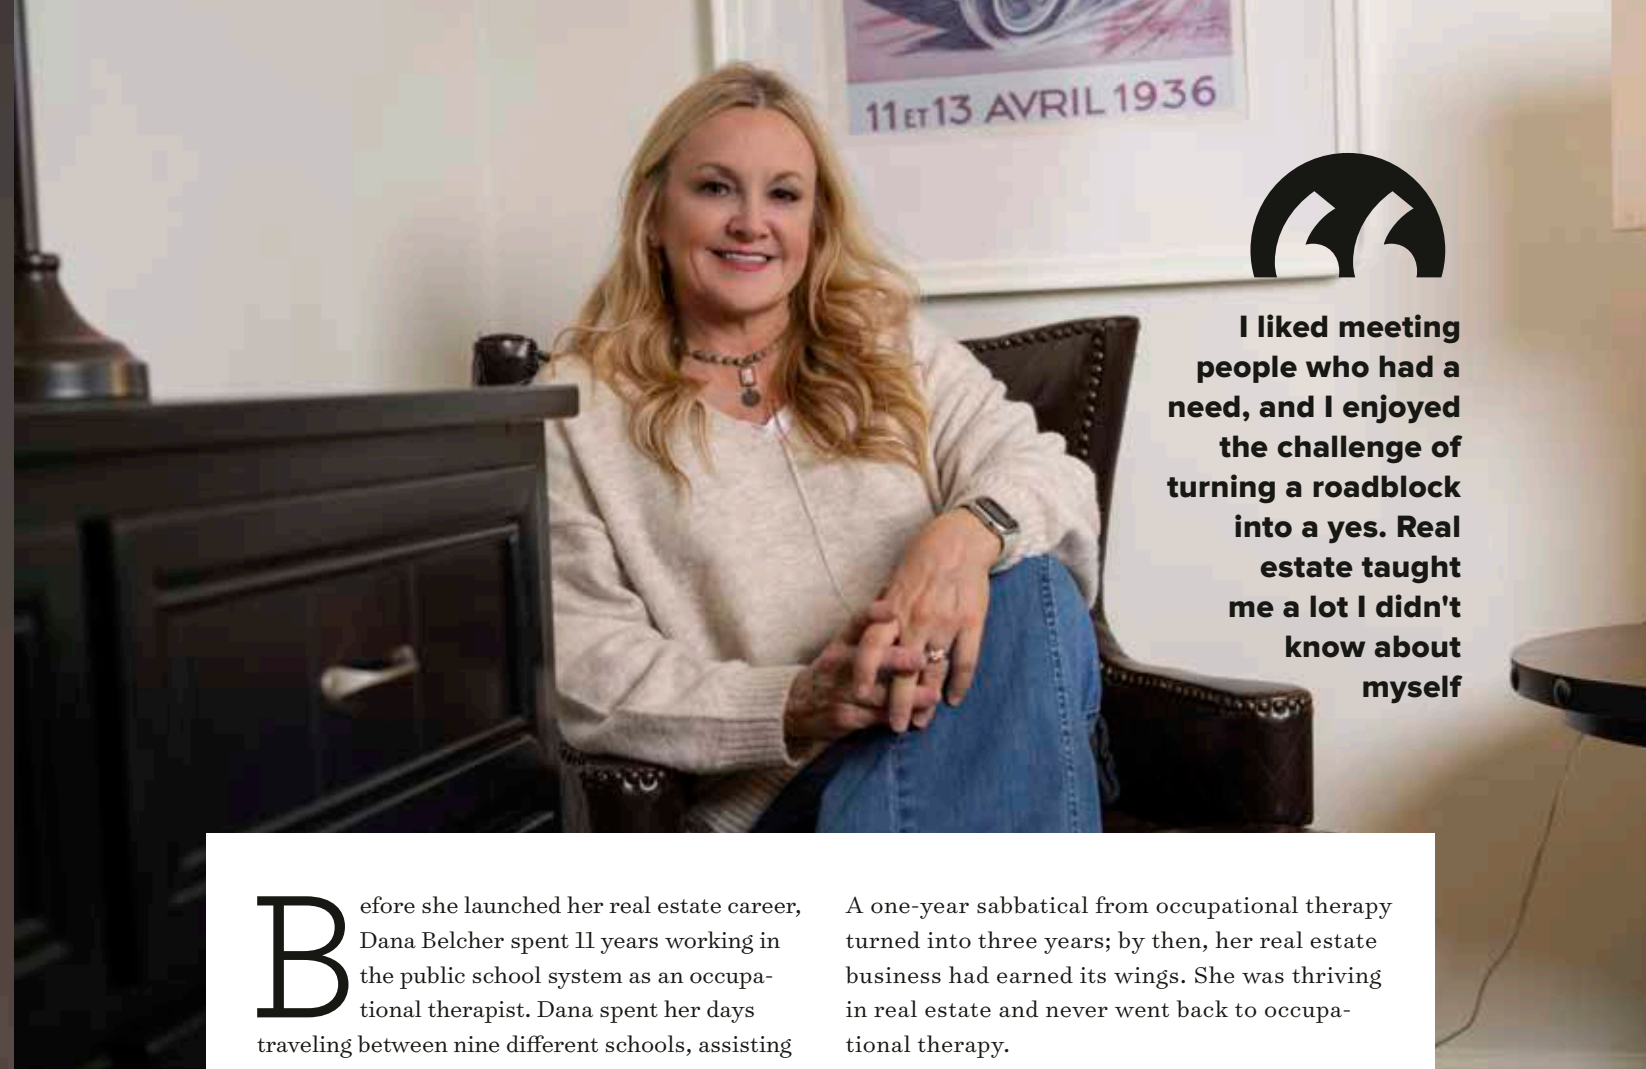 11 ET 13 AVRIL 1936
“
I liked meeting
people who had a
need, and I enjoyed
the challenge of
turning a roadblock
into a yes. Real
estate taught
me a lot I didn't
know about
myself
Before she launched her real estate career,
Dana Belcher spent 11 years working in
the public school system as an occupa-
tional therapist. Dana spent her days
traveling between nine different schools, assisting
A one-year sabbatical from occupational therapy
turned into three years; by then, her real estate
business had earned its wings. She was thriving
in real estate and never went back to occupa-
tional therapy.